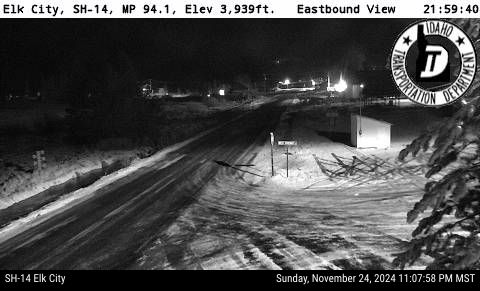 Elk City, SH-14, MP 94.1, Elev 3,939ft. Eastbound View 21:59:40
IDAHO
TRANSPORTATION DEPARTMENT
SH-14 Elk City
Sunday, November 24, 2024 11:07:58 PM MST